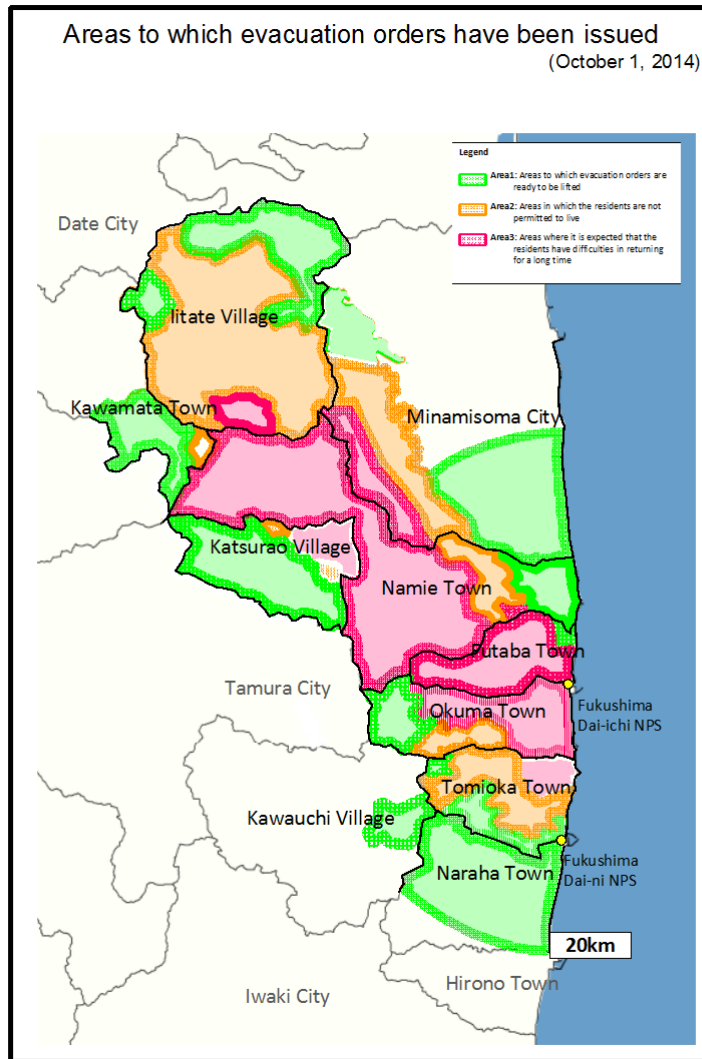 Areas to which evacuation orders have been issued
(October 1, 2014)
Legend
Area1: Areas to which evacuation orders are
ready to be lifted
Area2: Areas in which the residents are not
permitted to live
Area3: Areas where it is expected that the
residents have difficulties in returning
for a long time
Date City
Iitate Village
Kawamata Town
Minamisoma City
Katsurao Village
Namie Town
Futaba Town
Tamura City
Okuma Town
Fukushima
Dai-ichi NPS
Tomioka Town
Kawauchi Village
Fukushima
Dai-ni NPS
Naraha Town
20km
Hirono Town
Iwaki City